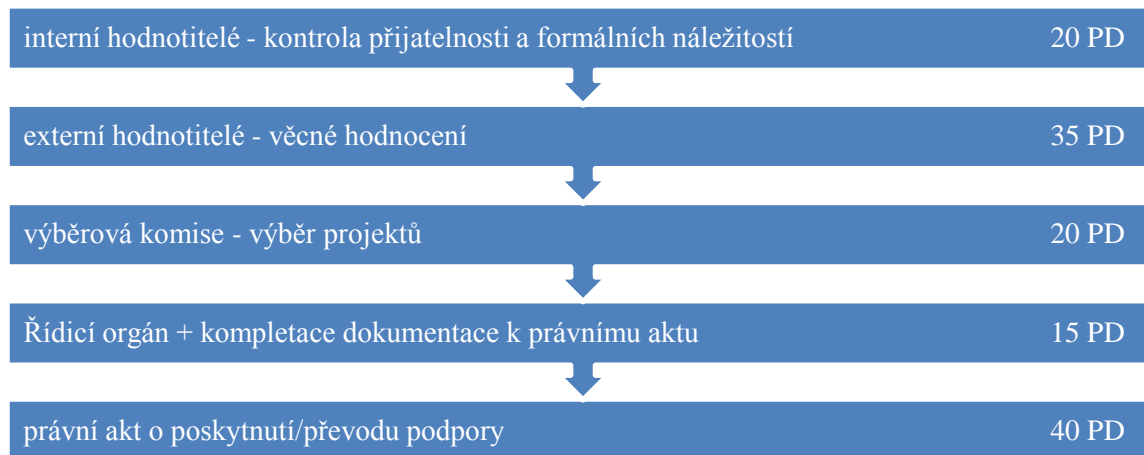 interní hodnotitelé - kontrola přijatelnosti a formálních náležitostí 20 PD
externí hodnotitelé - věcné hodnocení 35 PD
výběrová komise - výběr projektů 20 PD
Řídicí orgán + kompletace dokumentace k právnímu aktu 15 PD
právní akt o poskytnutí/převodu podpory 40 PD